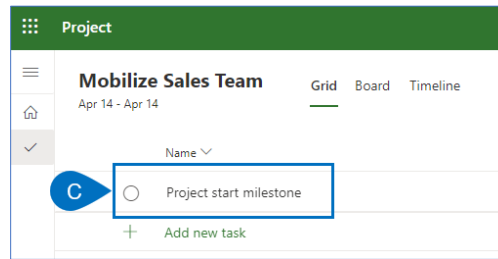 Project
Mobilize Sales Team
Grid Board Timeline
Apr 14 - Apr 14
Name
C
Project start milestone
Add new task